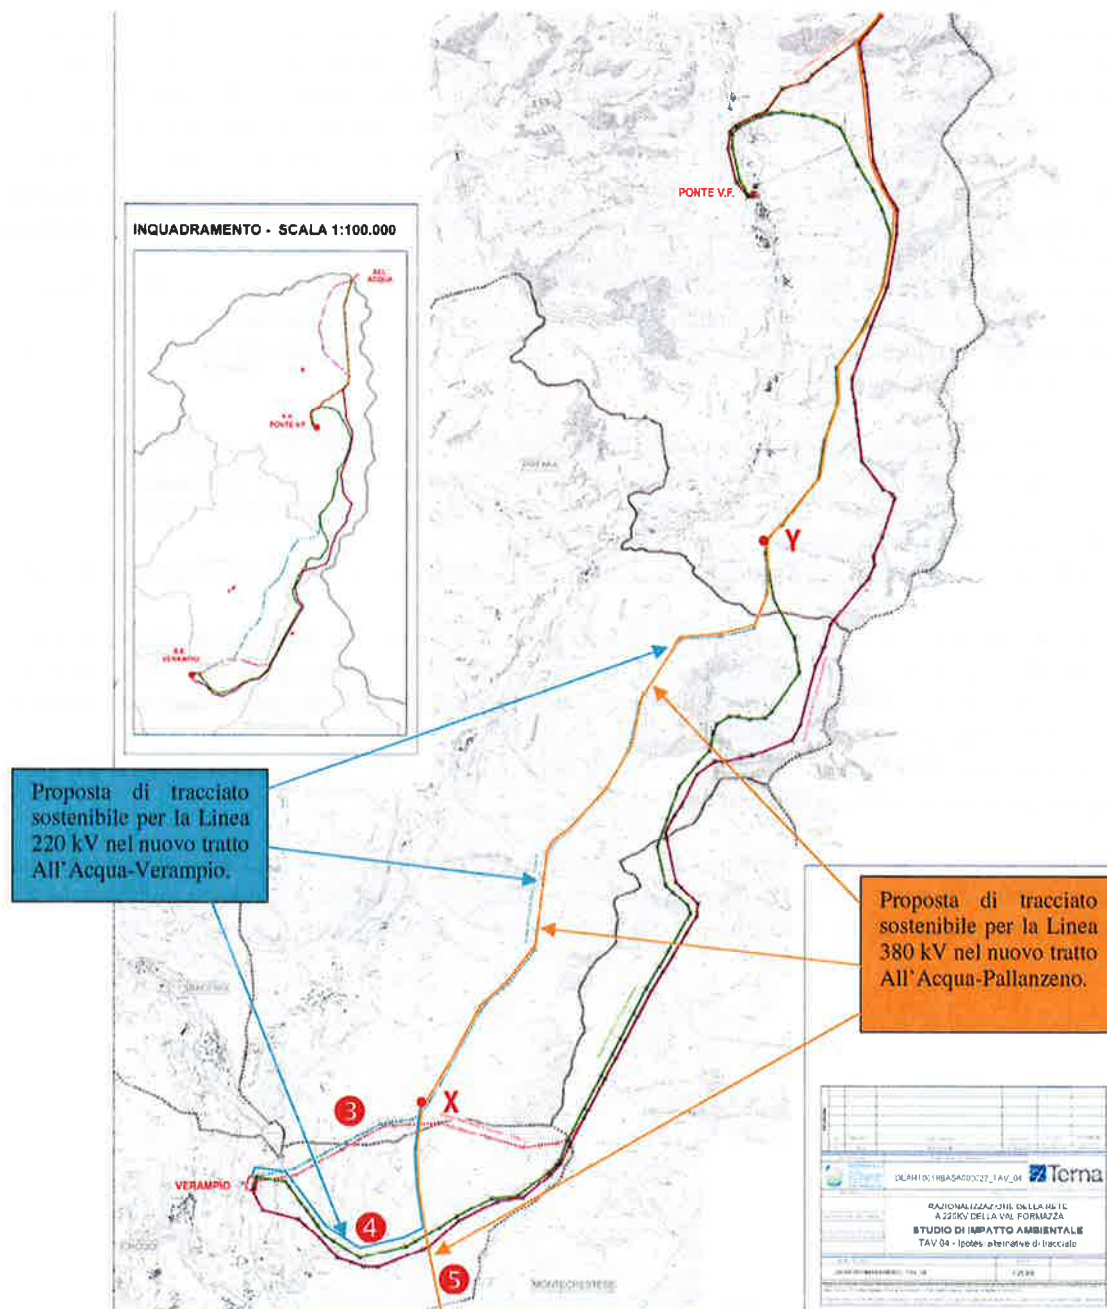 PONTE V.F.
INQUADRAMENTO - SCALA 1:100.000
ALL
ACQUA
PONTE V.F.
S.E.
VERAMPIO
Y
Proposta di tracciato
sostenibile per la Linea
220 kV nel nuovo tratto
All'Acqua-Verampio.
Proposta di tracciato
sostenibile per la Linea
380 kV nel nuovo tratto
All'Acqua-Pallanzeno.
3
X
VERAMPIO
4
5
MONTECRESTESE
Terna
RAZIONALIZZAZIONE DELLA RETE
A 220KV DELLA VAL FORMAZZA
STUDIO DI IMPATTO AMBIENTALE
TAV 04 - Ipotesi alternative di tracciato